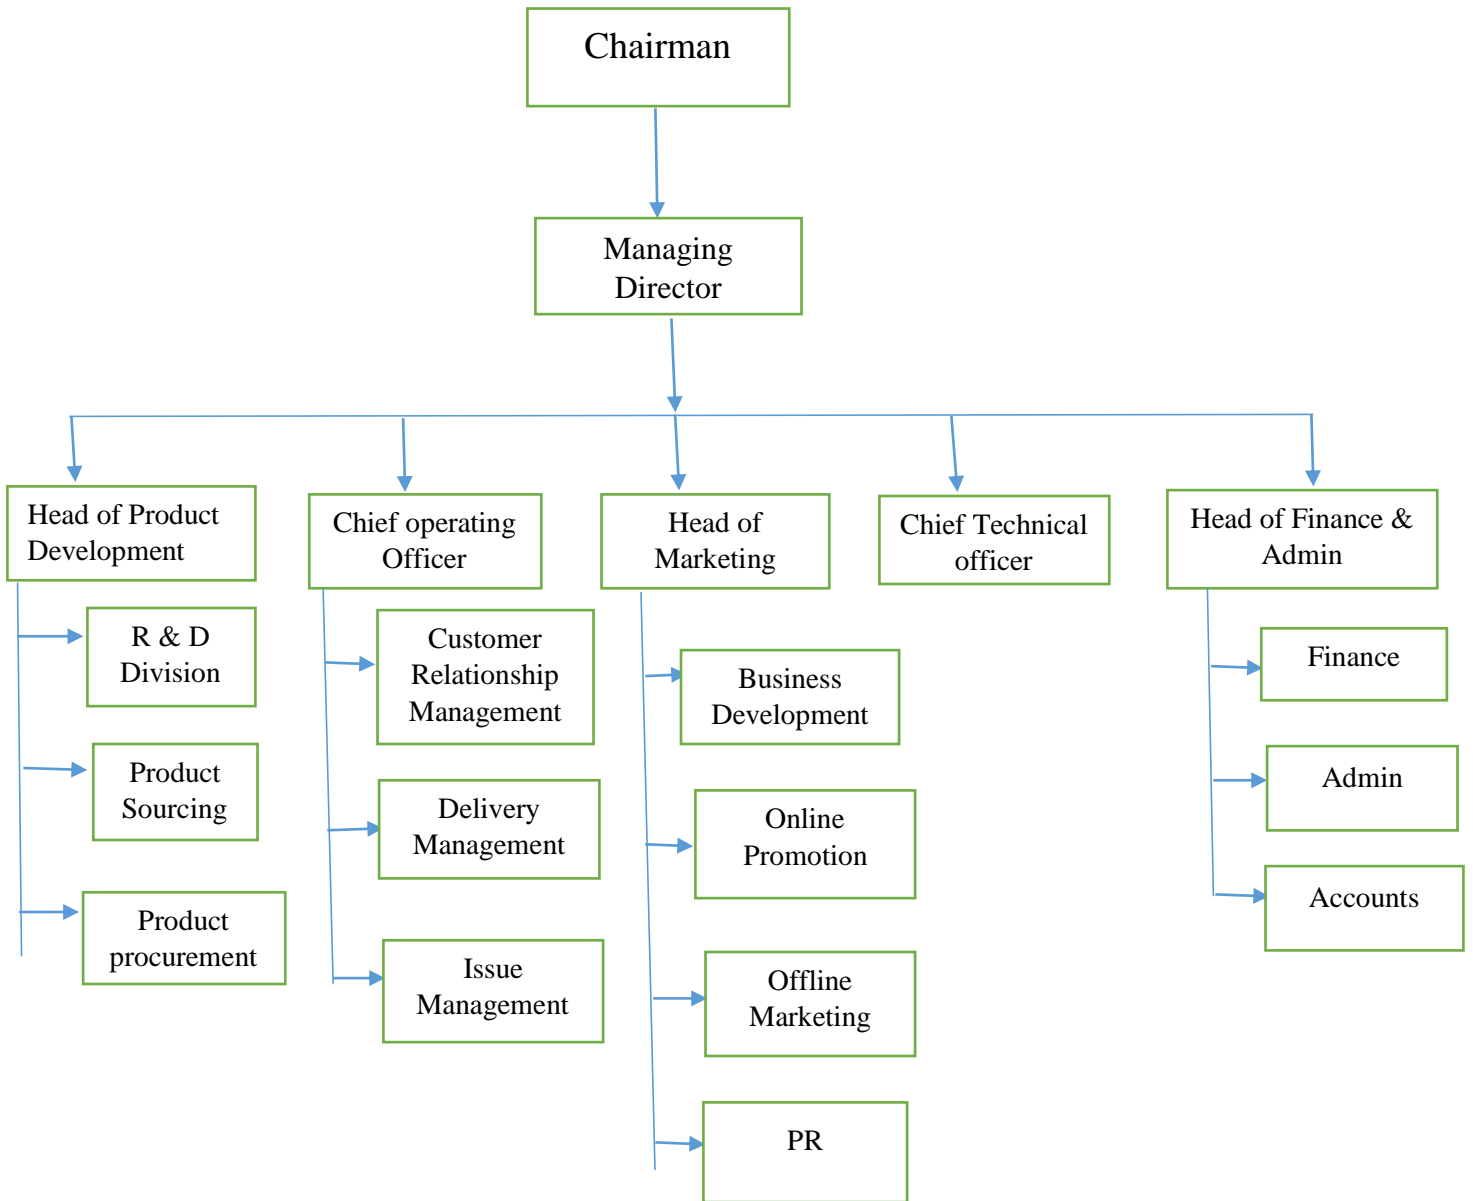 Chairman
Managing
Director
Head of Product
Development
Chief operating
Officer
Head of
Marketing
Chief Technical
officer
Head of Finance &
Admin
R & D
Division
Product
Sourcing
Product
procurement
Customer
Relationship
Management
Delivery
Management
Issue
Management
Business
Development
Online
Promotion
Offline
Marketing
PR
Finance
Admin
Accounts